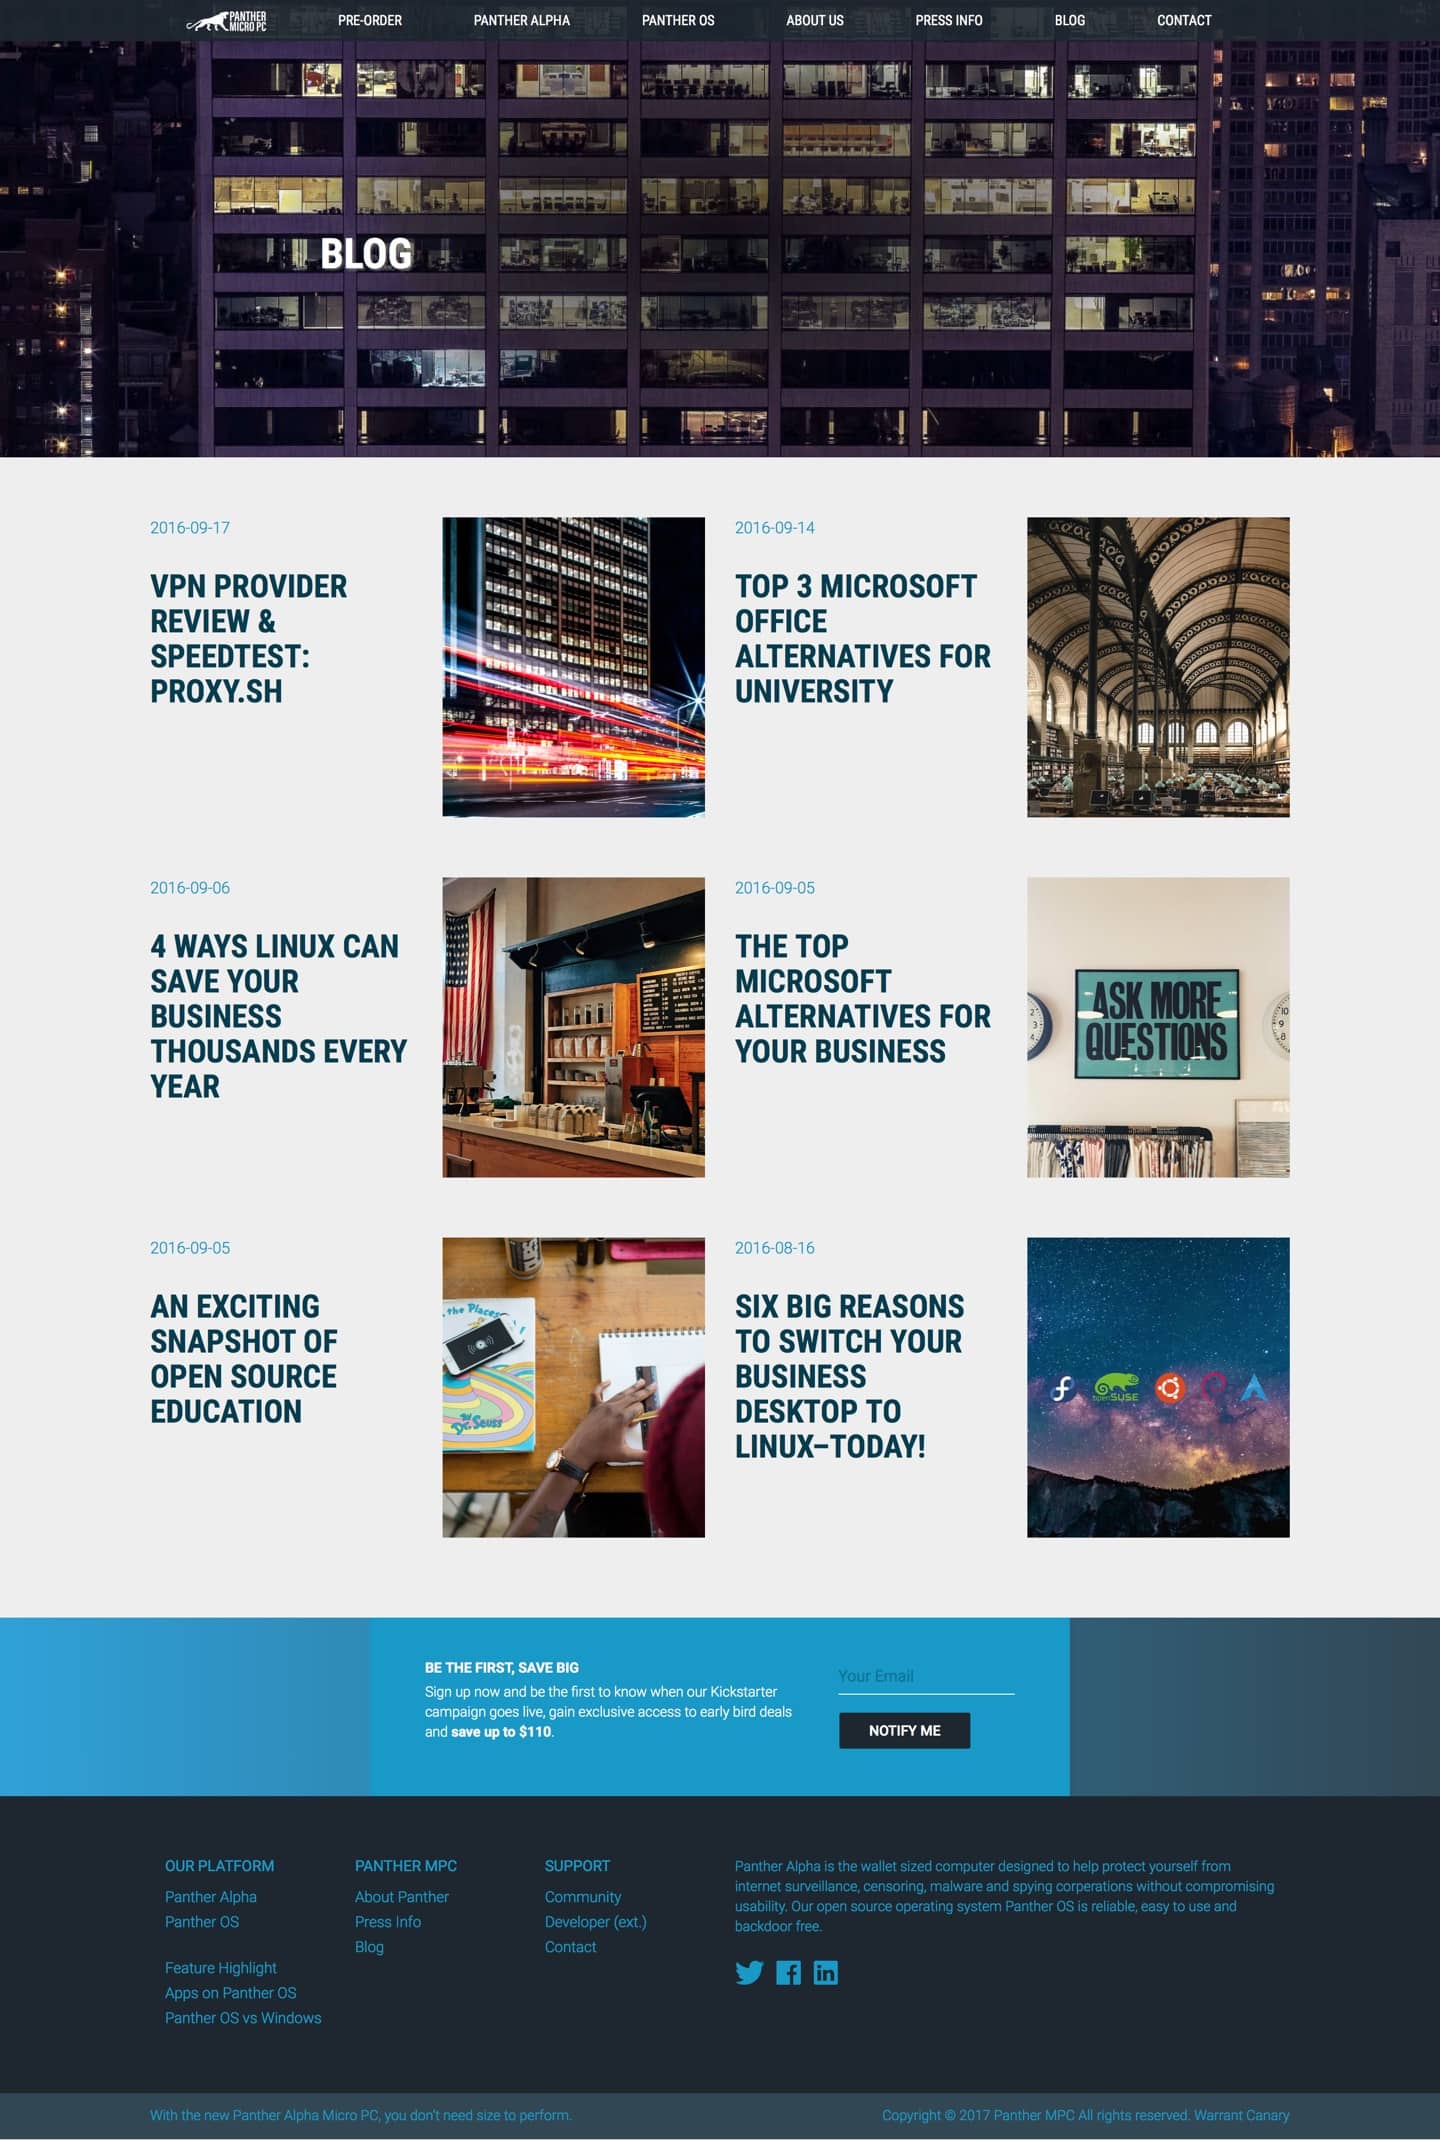 PANTHER
MICRO PC
PRE-ORDER
PANTHER ALPHA
PANTHER OS
ABOUT US
PRESS INFO
BLOG
CONTACT
BLOG
2016-09-17
VPN PROVIDER
REVIEW &
SPEEDTEST:
PROXY.SH
2016-09-14
TOP 3 MICROSOFT
OFFICE
ALTERNATIVES FOR
UNIVERSITY
2016-09-06
4 WAYS LINUX CAN
SAVE YOUR
BUSINESS
THOUSANDS EVERY
YEAR
2016-09-05
THE TOP
MICROSOFT
ALTERNATIVES FOR
YOUR BUSINESS
ASK MORE
QUESTIONS
2016-09-05
AN EXCITING
SNAPSHOT OF
OPEN SOURCE
EDUCATION
the Places
Dr. Seuss
2016-08-16
SIX BIG REASONS
TO SWITCH YOUR
BUSINESS
DESKTOP TO
LINUX–TODAY!
openSUSE
BE THE FIRST, SAVE BIG
Sign up now and be the first to know when our Kickstarter
campaign goes live, gain exclusive access to early bird deals
and save up to $110.
Your Email
NOTIFY ME
OUR PLATFORM
Panther Alpha
Panther OS
Feature Highlight
Apps on Panther OS
Panther OS vs Windows
PANTHER MPC
About Panther
Press Info
Blog
SUPPORT
Community
Developer (ext.)
Contact
Panther Alpha is the wallet sized computer designed to help protect yourself from
internet surveillance, censoring, malware and spying corperations without compromising
usability. Our open source operating system Panther OS is reliable, easy to use and
backdoor free.
With the new Panther Alpha Micro PC, you don't need size to perform.
Copyright © 2017 Panther MPC All rights reserved. Warrant Canary